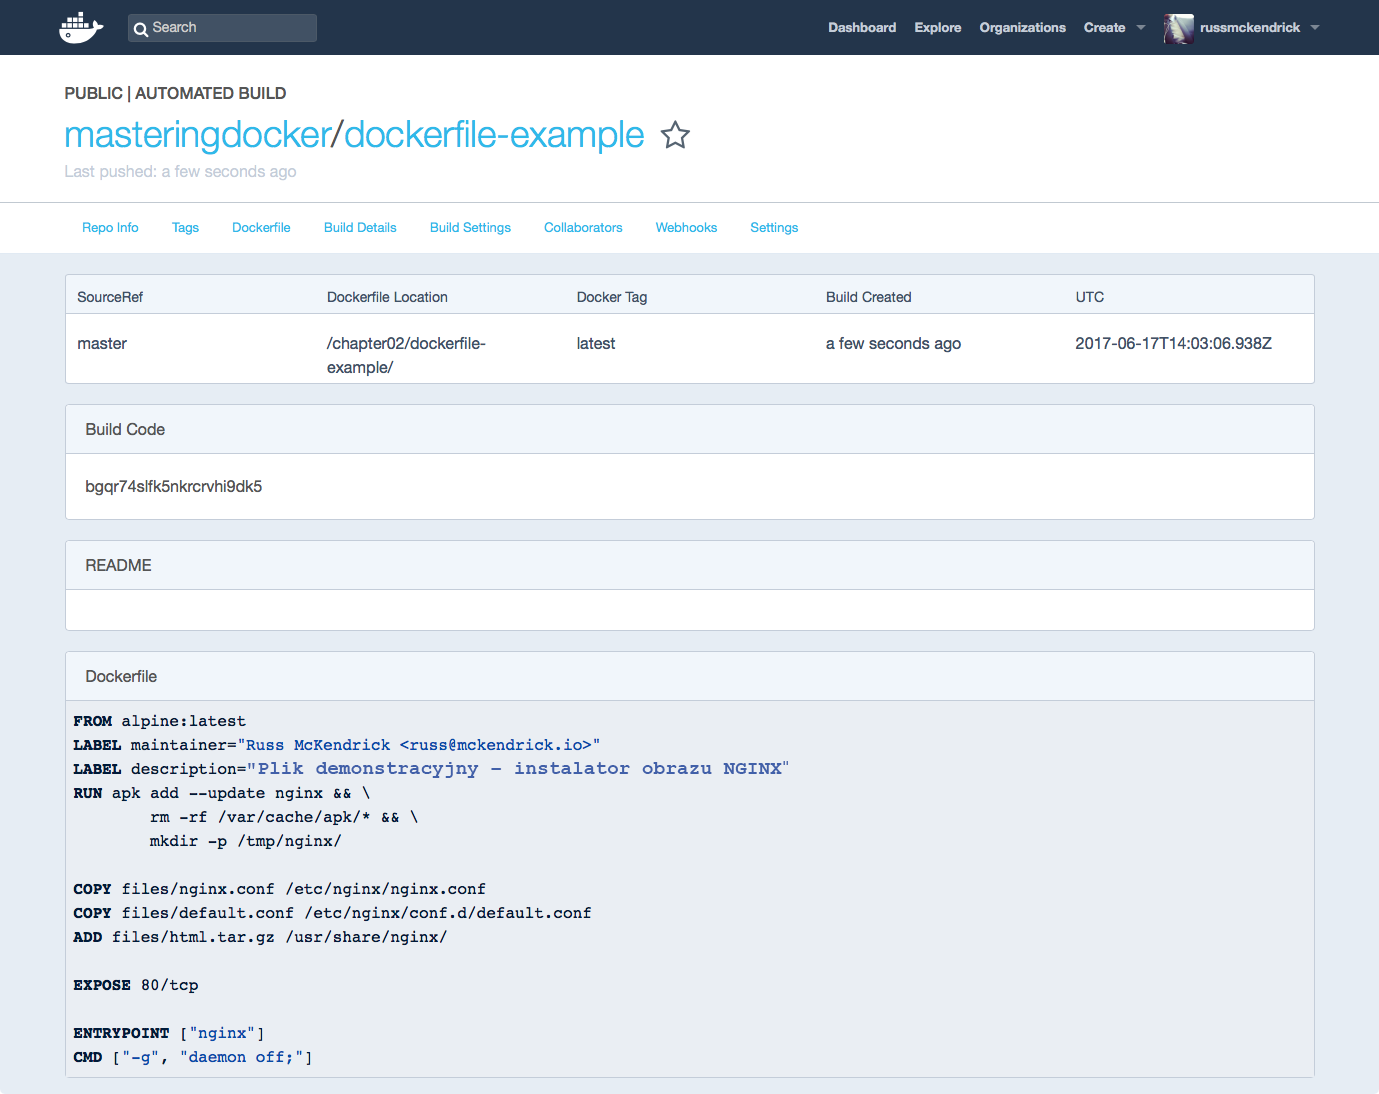 Search
Dashboard Explore Organizations Create russmckendrick
PUBLIC | AUTOMATED BUILD
masteringdocker/dockerfile-example
Last pushed: a few seconds ago
Repo Info Tags Dockerfile Build Details Build Settings Collaborators Webhooks Settings
SourceRef Dockerfile Location Docker Tag Build Created UTC
master /chapter02/dockerfile- latest a few seconds ago 2017-06-17T14:03:06.938Z
example/
Build Code
bgqr74slfk5nkrcrvhi9dk5
README
Dockerfile
FROM alpine:latest
LABEL maintainer="Russ McKendrick <russ@mckendrick.io>"
LABEL description="Plik demonstracyjny – instalator obrazu NGINX"
RUN apk add --update nginx && \
rm -rf /var/cache/apk/* && \
mkdir -p /tmp/nginx/
COPY files/nginx.conf /etc/nginx/nginx.conf
COPY files/default.conf /etc/nginx/conf.d/default.conf
ADD files/html.tar.gz /usr/share/nginx/
EXPOSE 80/tcp
ENTRYPOINT ["nginx"]
CMD ["-g", "daemon off;"]